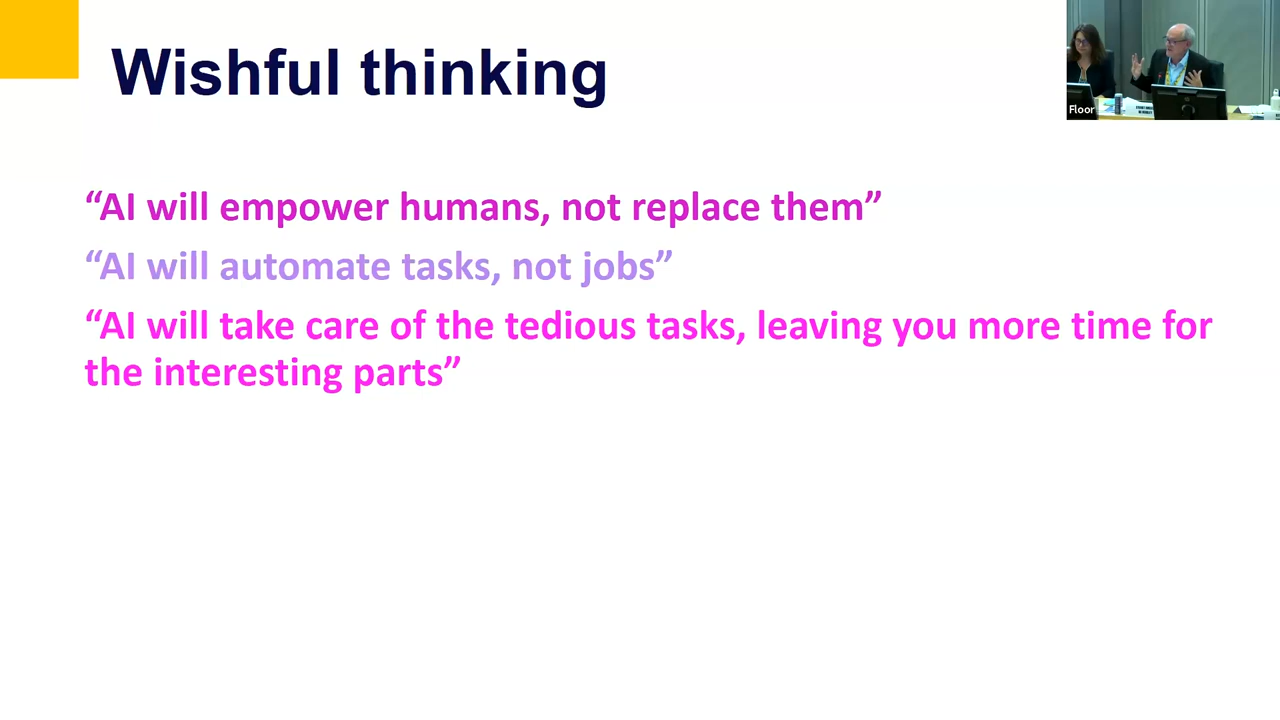 Wishful thinking
Floor
“AI will empower humans, not replace them”
“AI will automate tasks, not jobs”
“AI will take care of the tedious tasks, leaving you more time for
the interesting parts”